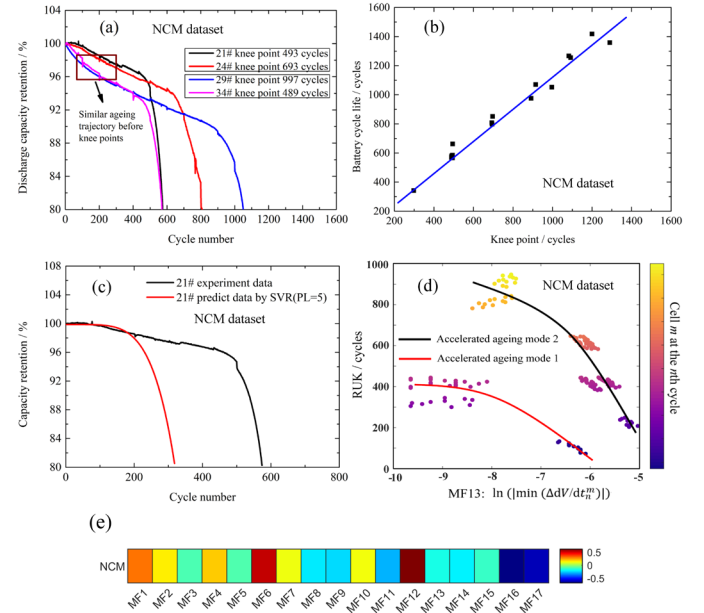 (a)
NCM dataset
21# knee point 493 cycles
24# knee point 693 cycles
29# knee point 997 cycles
34# knee point 489 cycles
Similar ageing
trajectory before
knee points
Discharge capacity retention / %
100
96
92
88
84
80
0 200 400 600 800 1000 1200 1400 1600
Cycle number
(b)
NCM dataset
Battery cycle life / cycles
1600
1400
1200
1000
800
600
400
200
200 400 600 800 1000 1200 1400 1600
Knee point / cycles
(c)
21# experiment data
21# predict data by SVR(PL=5)
NCM dataset
Capacity retention / %
108
104
100
96
92
88
84
80
0 200 400 600 800
Cycle number
(d)
NCM dataset
Accelerated ageing mode 2
Accelerated ageing mode 1
RUK / cycles
1000
800
600
400
200
0
-10 -9 -8 -7 -6 -5
MF13: ln (|min (ΔdV/dt_n^m)|)
Cell m at the nth cycle
(e)
NCM
MF1 MF2 MF3 MF4 MF5 MF6 MF7 MF8 MF9 MF10 MF11 MF12 MF13 MF14 MF15 MF16 MF17
0.5
0
-0.5